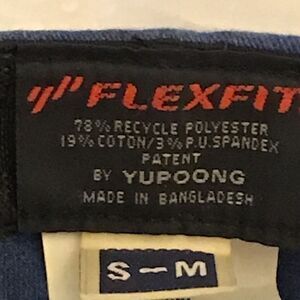 FLEXFIT
78% RECYCLE POLYESTER
19% COTON/3% P.U.SPANDEX
PATENT
BY YUPOONG
MADE IN BANGLADESH
S-M